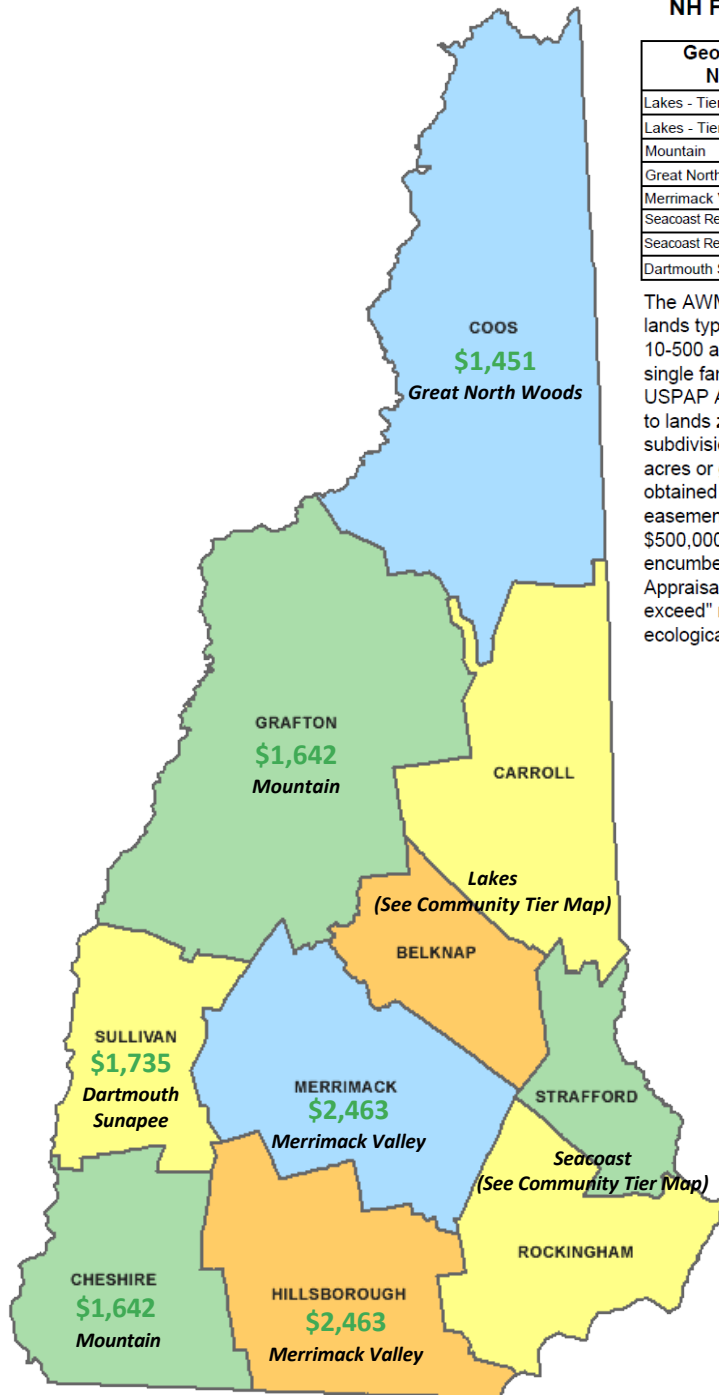 NH F
Geo
N
Lakes - Tier
Lakes - Tier
Mountain
Great North
Merrimack
Seacoast Re
Seacoast Re
Dartmouth S
The AWM
lands typ
10-500 a
single far
USPAP A
to lands z
subdivisi
acres or
obtained
easemen
$500,000
encumbe
Appraisa
exceed" r
ecologica
COOS
$1,451
Great North Woods
GRAFTON
$1,642
Mountain
CARROLL
Lakes
(See Community Tier Map)
BELKNAP
SULLIVAN
$1,735
Dartmouth
Sunapee
MERRIMACK
$2,463
Merrimack Valley
STRAFFORD
Seacoast
(See Community Tier Map)
ROCKINGHAM
CHESHIRE
$1,642
Mountain
HILLSBOROUGH
$2,463
Merrimack Valley